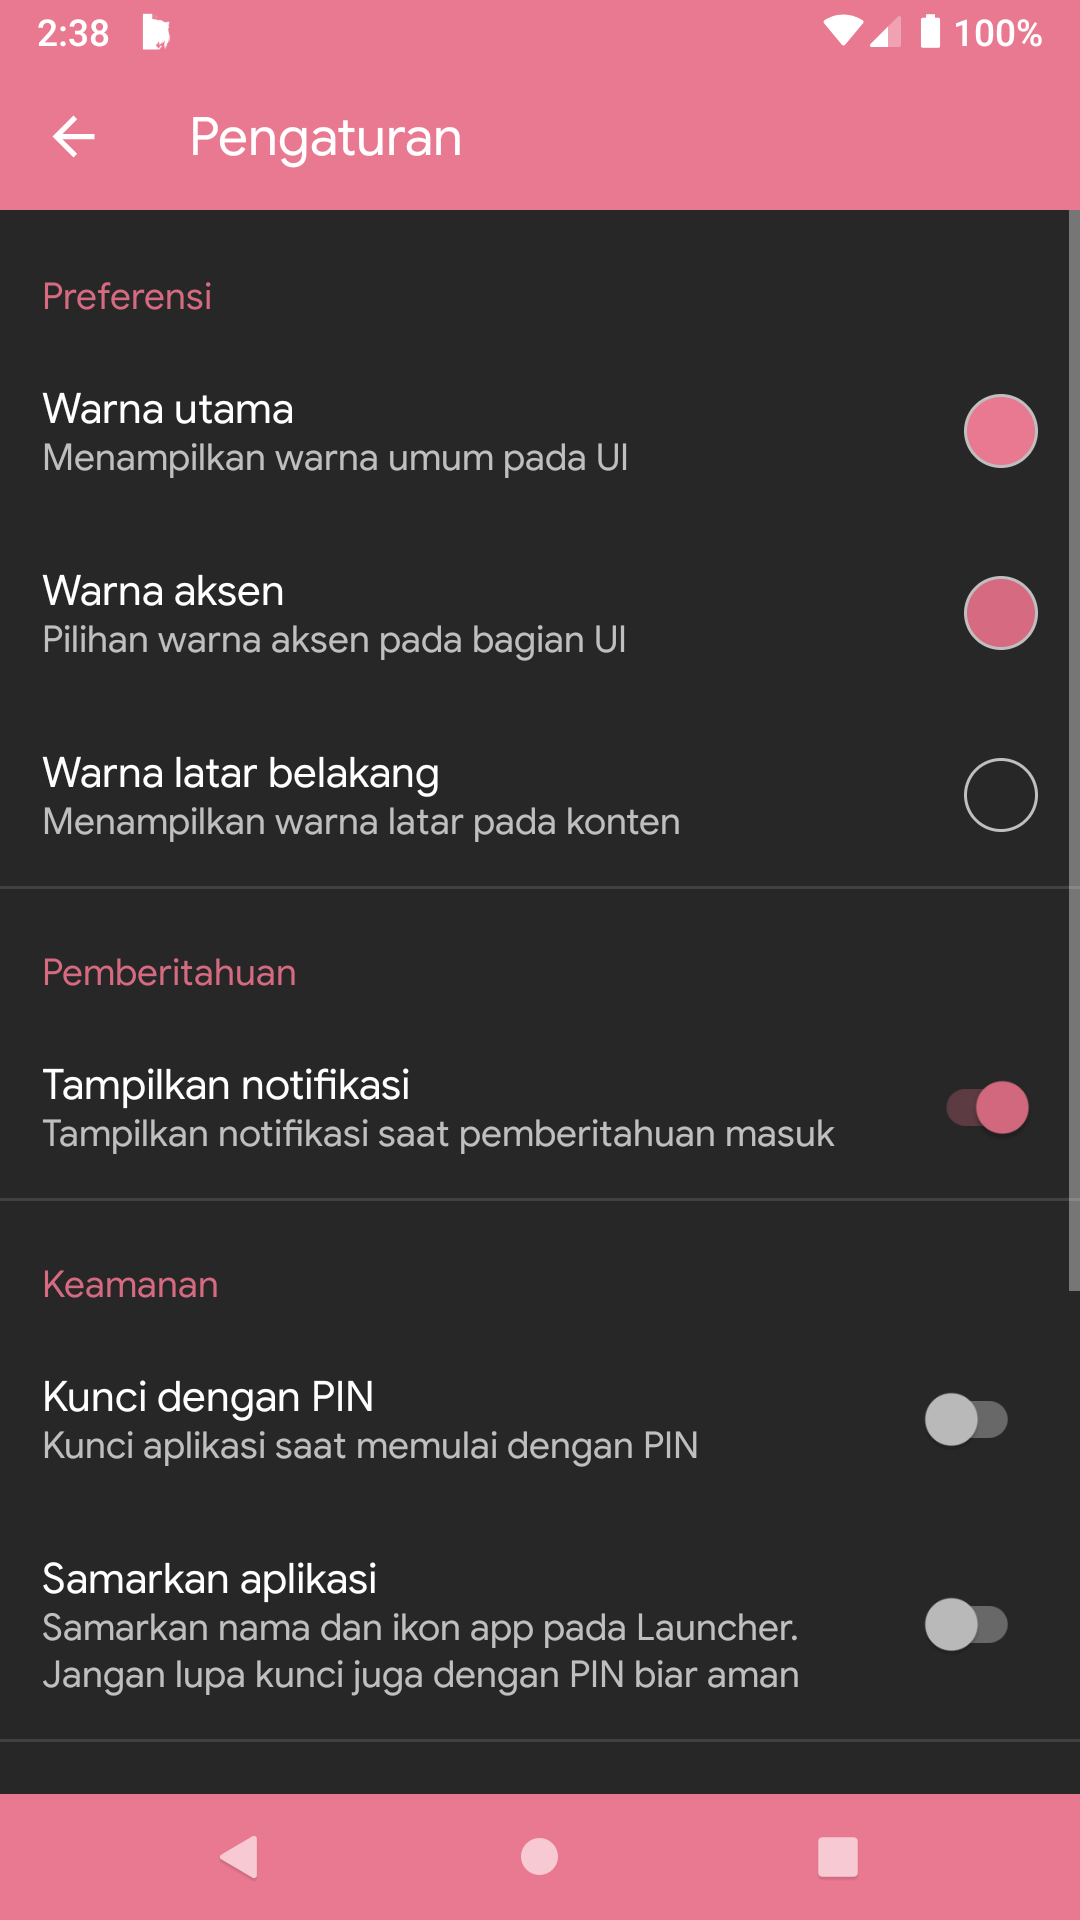 2:38
100%
Pengaturan
Preferensi
Warna utama
Menampilkan warna umum pada UI
Warna aksen
Pilihan warna aksen pada bagian UI
Warna latar belakang
Menampilkan warna latar pada konten
Pemberitahuan
Tampilkan notifikasi
Tampilkan notifikasi saat pemberitahuan masuk
Keamanan
Kunci dengan PIN
Kunci aplikasi saat memulai dengan PIN
Samarkan aplikasi
Samarkan nama dan ikon app pada Launcher.
Jangan lupa kunci juga dengan PIN biar aman